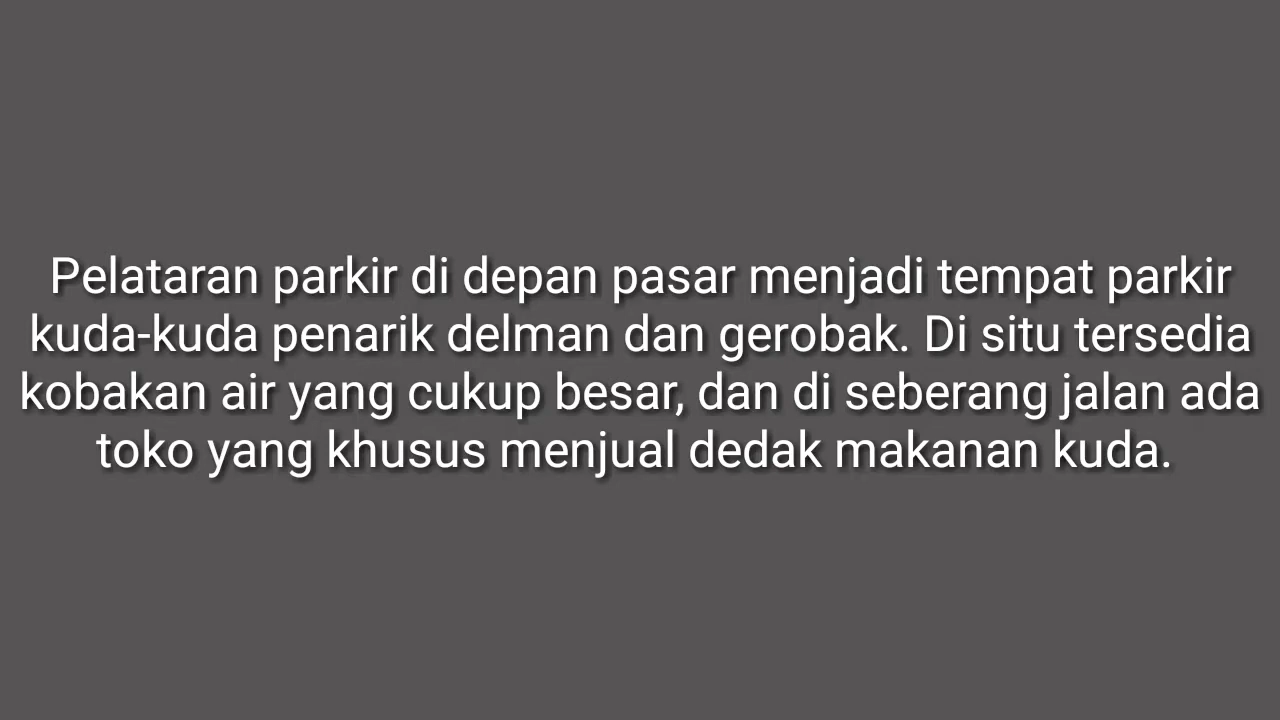 Pelataran parkir di depan pasar menjadi tempat parkir
kuda-kuda penarik delman dan gerobak. Di situ tersedia
kobakan air yang cukup besar, dan di seberang jalan ada
toko yang khusus menjual dedak makanan kuda.